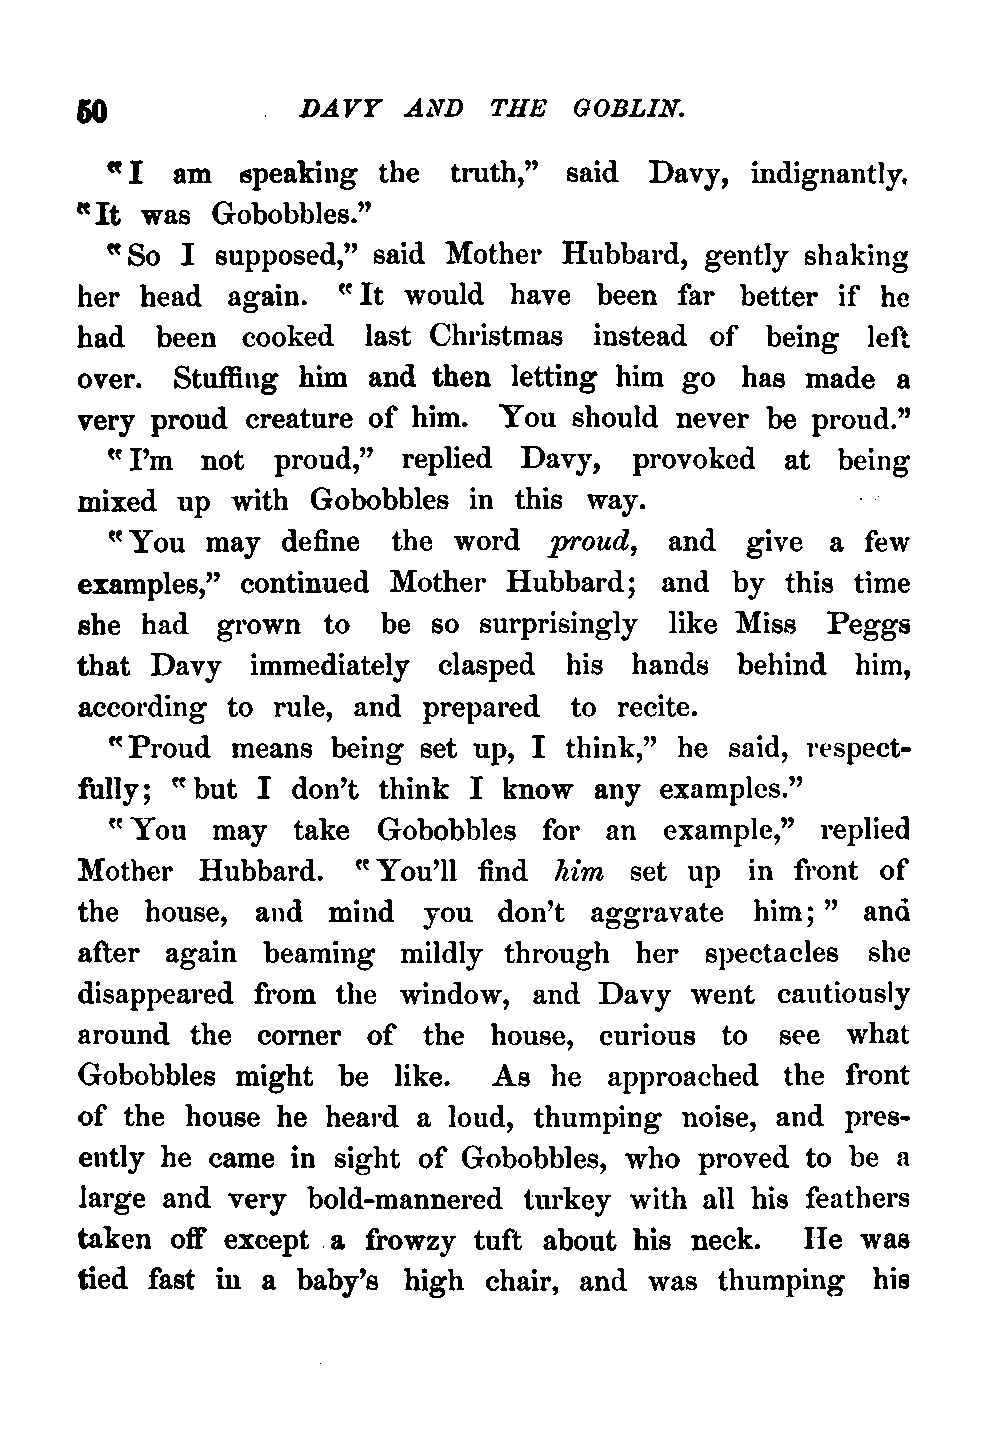 50 DAVY AND THE GOBLIN.
"I am speaking the truth," said Davy, indignantly.
"It was Gobobbles."
"So I supposed," said Mother Hubbard, gently shaking
her head again. "It would have been far better if he
had been cooked last Christmas instead of being left
over. Stuffing him and then letting him go has made a
very proud creature of him. You should never be proud."
"I'm not proud," replied Davy, provoked at being
mixed up with Gobobbles in this way.
"You may define the word proud, and give a few
examples," continued Mother Hubbard; and by this time
she had grown to be so surprisingly like Miss Peggs
that Davy immediately clasped his hands behind him,
according to rule, and prepared to recite.
"Proud means being set up, I think," he said, respect-
fully; "but I don't think I know any examples."
"You may take Gobobbles for an example," replied
Mother Hubbard. "You'll find him set up in front of
the house, and mind you don't aggravate him;" and
after again beaming mildly through her spectacles she
disappeared from the window, and Davy went cautiously
around the corner of the house, curious to see what
Gobobbles might be like. As he approached the front
of the house he heard a loud, thumping noise, and pres-
ently he came in sight of Gobobbles, who proved to be a
large and very bold-mannered turkey with all his feathers
taken off except a frowzy tuft about his neck. He was
tied fast in a baby's high chair, and was thumping his